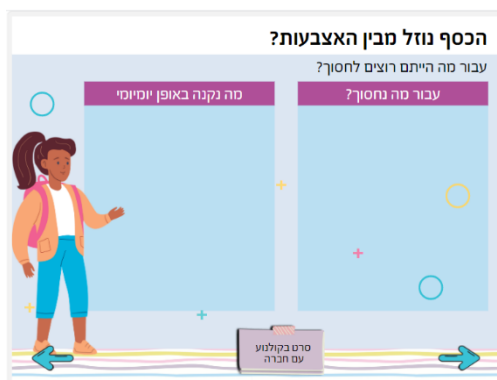 הכסף נוזל מבין האצבעות?
עבור מה הייתם רוצים לחסוך?
עבור מה נחסוך?
מה נקנה באופן יומיומי
סרט בקולנוע
עם חברה